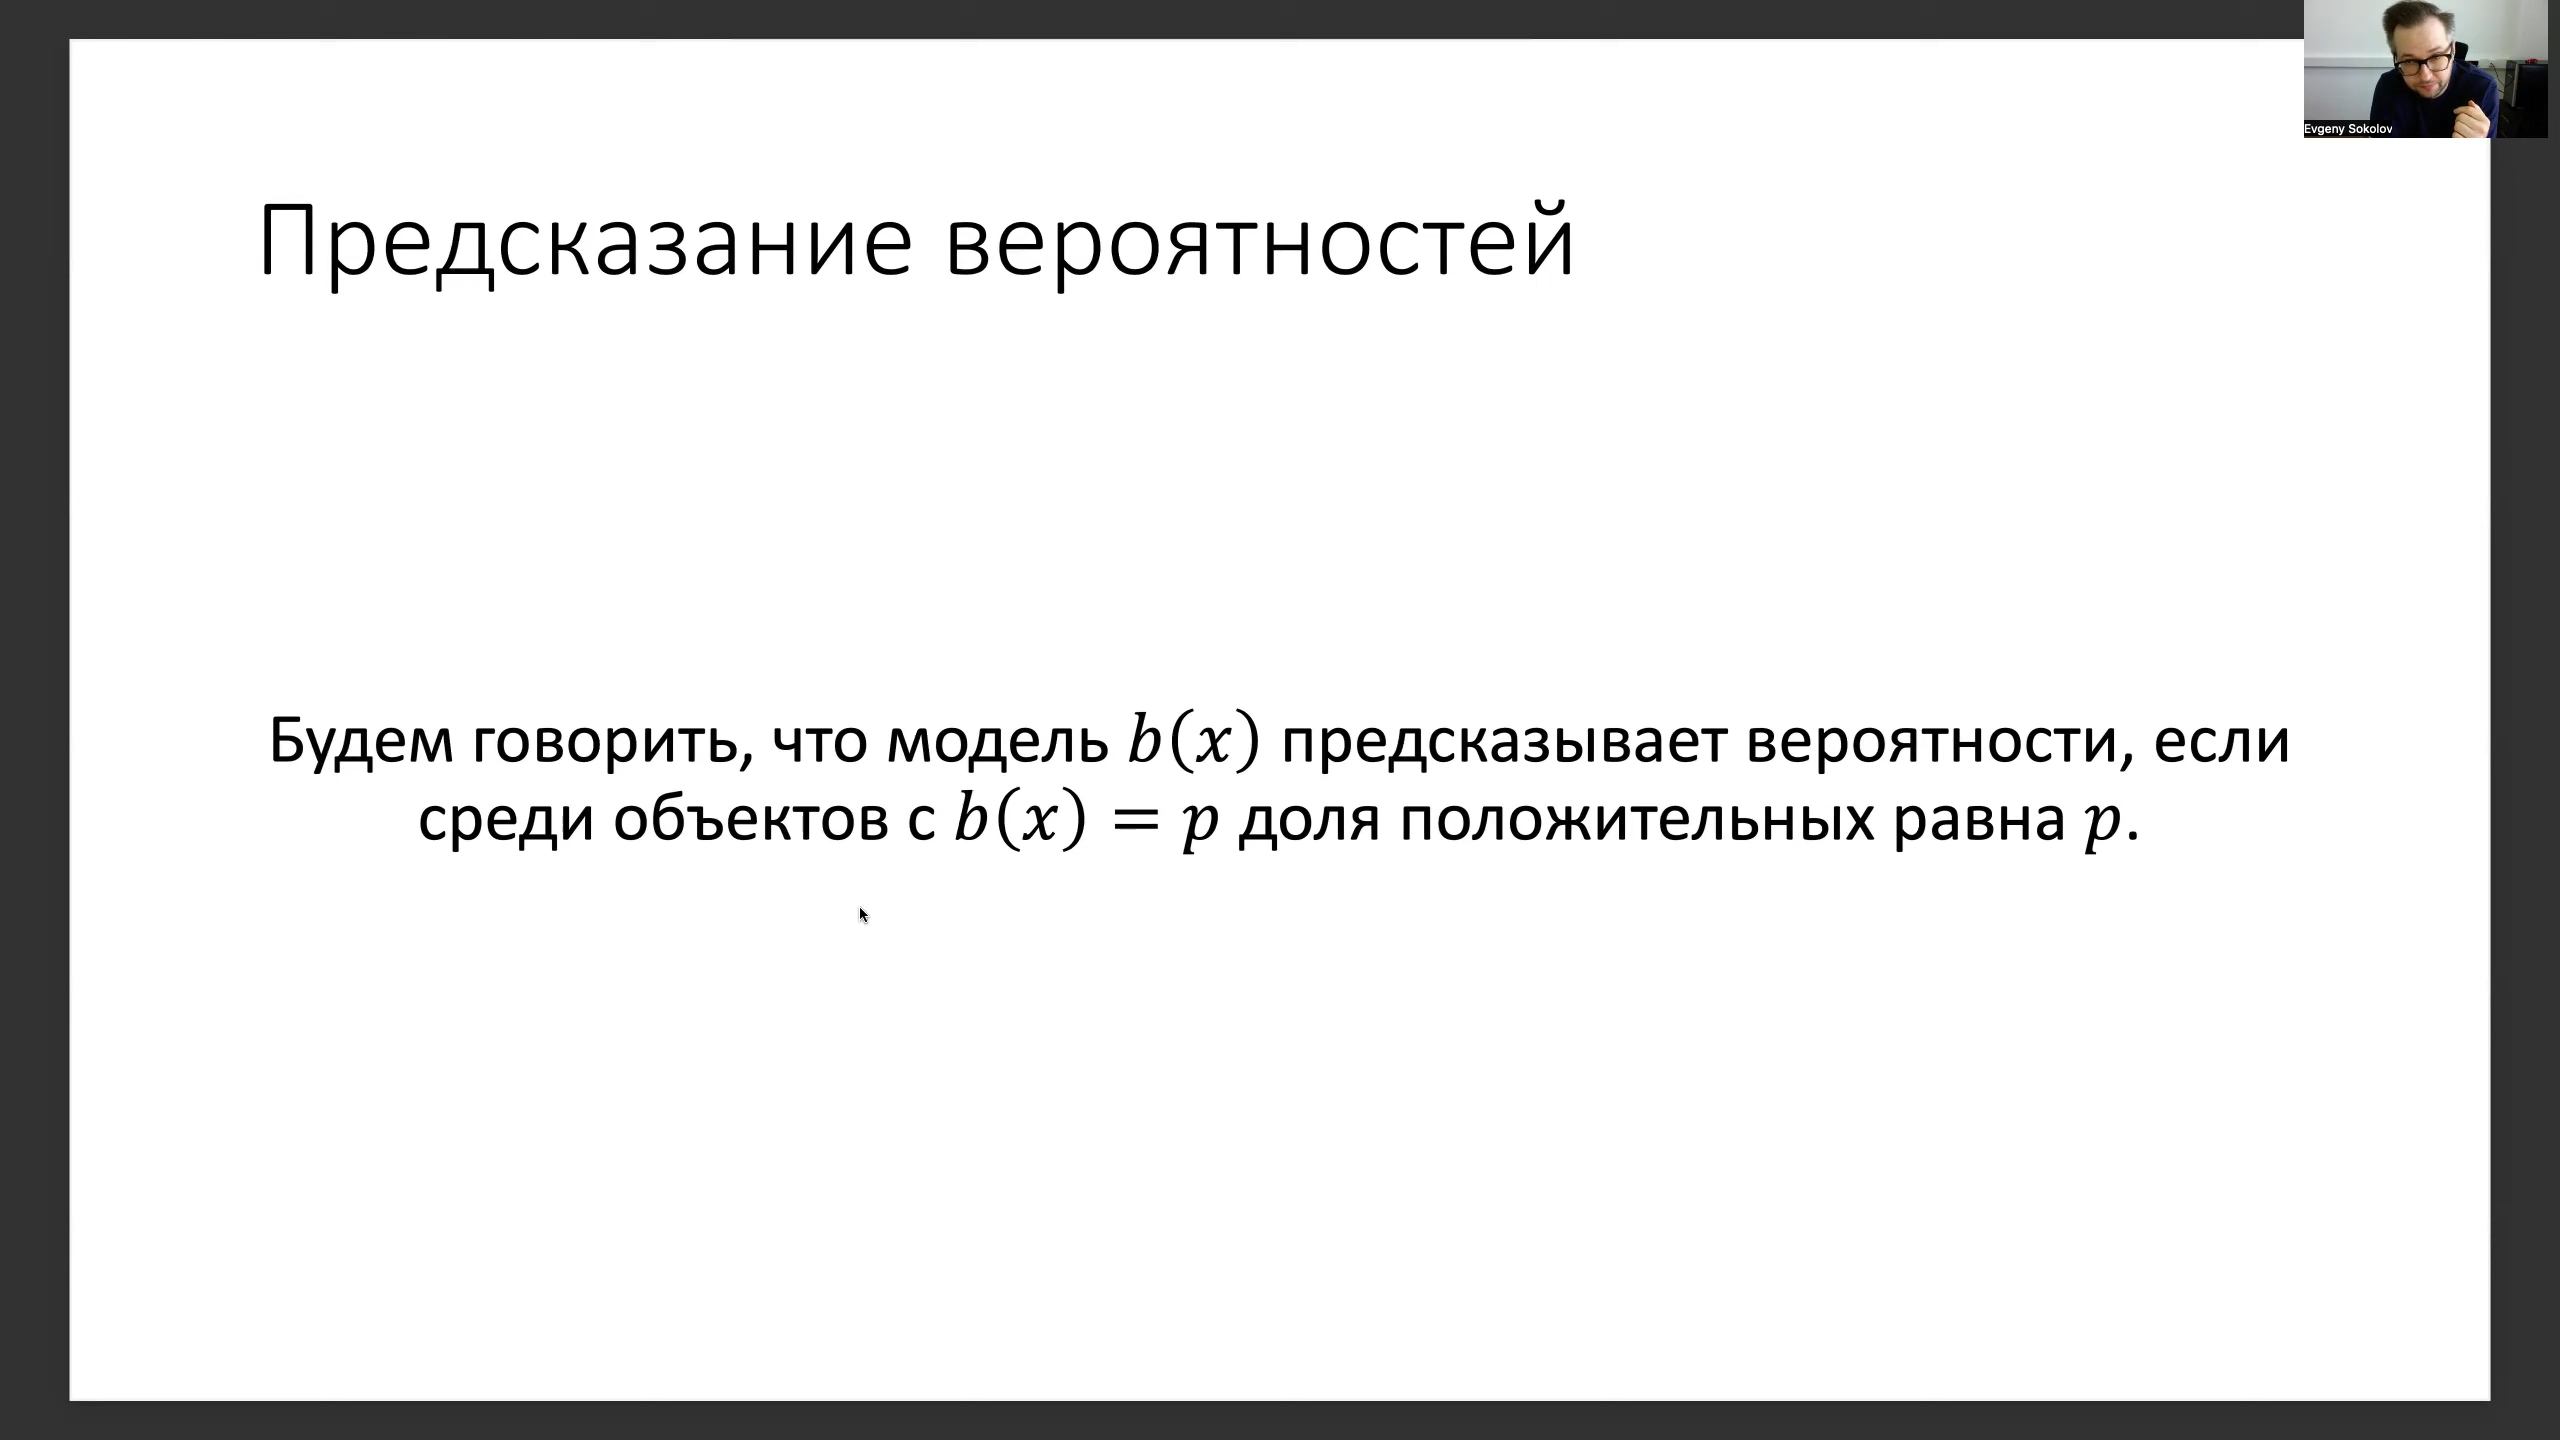 Evgeny Sokolov
Предсказание вероятностей
Будем говорить, что модель b(x) предсказывает вероятности, если
среди объектов с b(x) = p доля положительных равна p.